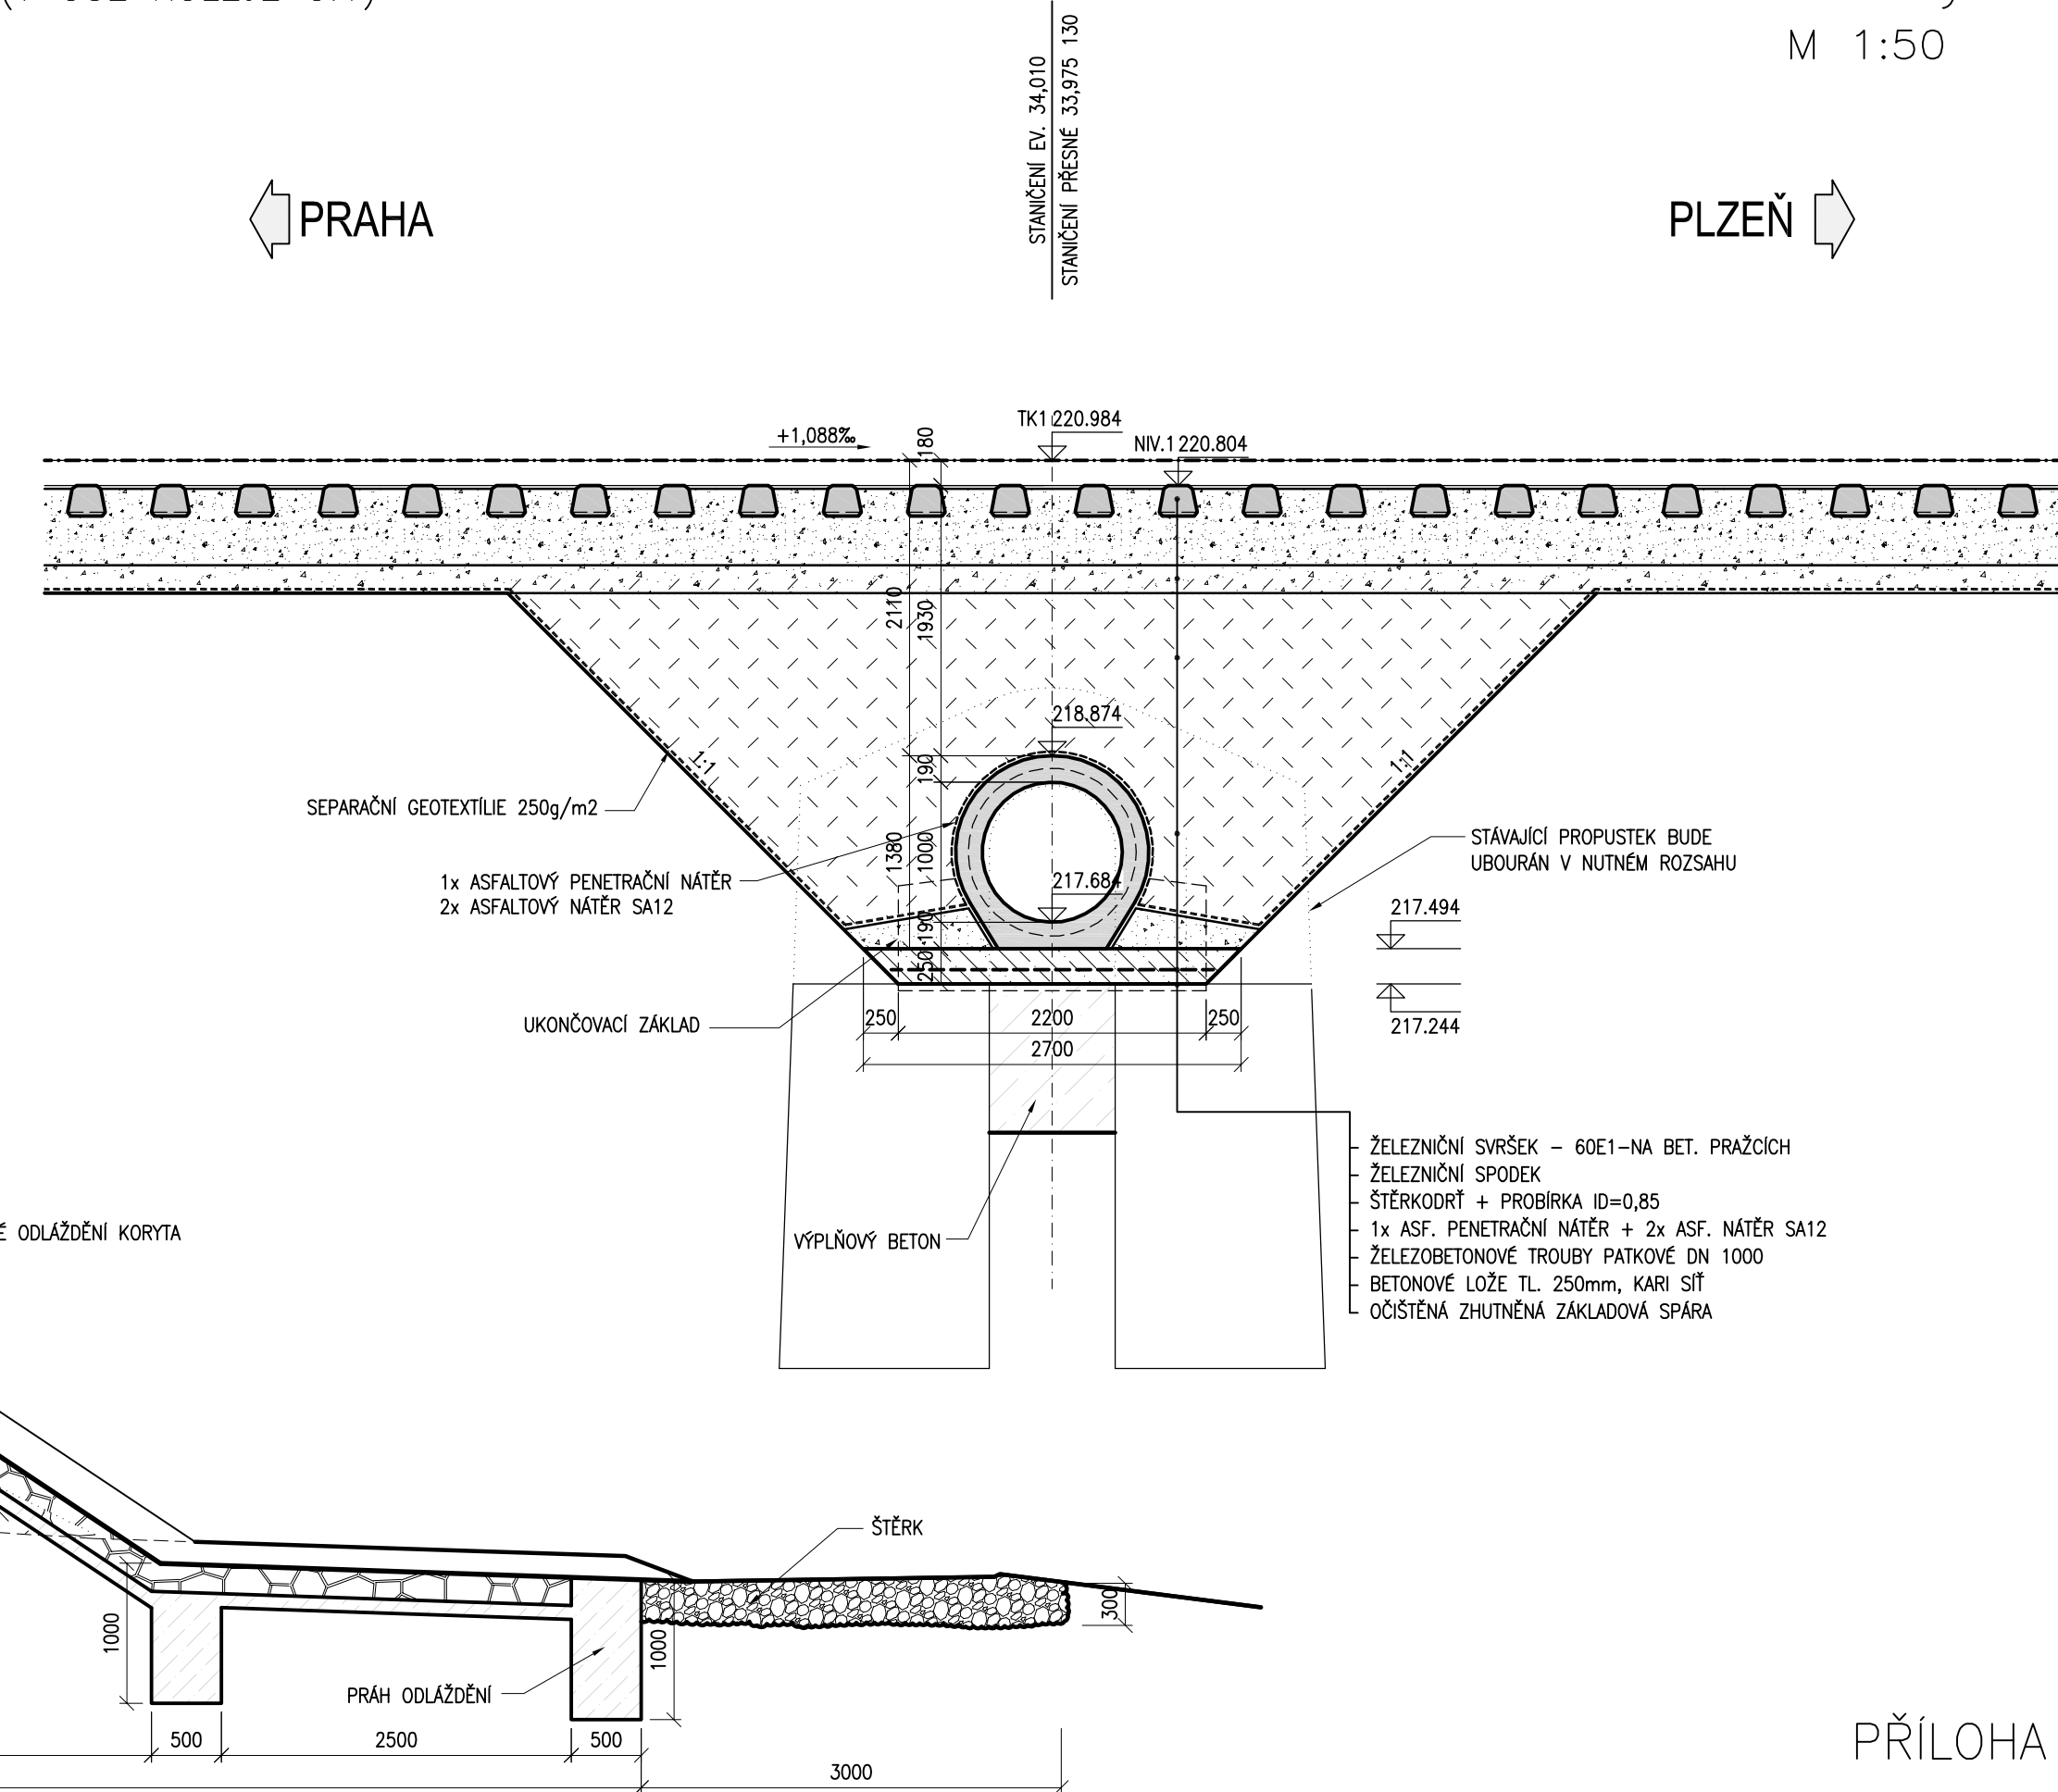 M 1:50
STANIČENÍ EV. 34,010
STANIČENÍ PŘESNÉ 33,975 130
PRAHA
PLZEŇ
TK1 220.984
NIV.1 220.804
+1,088‰
180
2110
1930
218.874
1:1
1:1
190
SEPARAČNÍ GEOTEXTÍLIE 250g/m2
1380
1000
STÁVAJÍCÍ PROPUSTEK BUDE
UBOURÁN V NUTNÉM ROZSAHU
1x ASFALTOVÝ PENETRAČNÍ NÁTĚR
2x ASFALTOVÝ NÁTĚR SA12
217.684
217.494
190
250
UKONČOVACÍ ZÁKLAD
250
2200
250
217.244
2700
ŽELEZNIČNÍ SVRŠEK – 60E1–NA BET. PRAŽCÍCH
ŽELEZNIČNÍ SPODEK
ŠTĚRKODRŤ + PROBÍRKA ID=0,85
1x ASF. PENETRAČNÍ NÁTĚR + 2x ASF. NÁTĚR SA12
ŽELEZOBETONOVÉ TROUBY PATKOVÉ DN 1000
BETONOVÉ LOŽE TL. 250mm, KARI SÍŤ
OČIŠTĚNÁ ZHUTNĚNÁ ZÁKLADOVÁ SPÁRA
ODLÁŽDĚNÍ KORYTA
VÝPLŇOVÝ BETON
ŠTĚRK
1000
1000
300
PRÁH ODLÁŽDĚNÍ
500
2500
500
3000
PŘÍLOHA